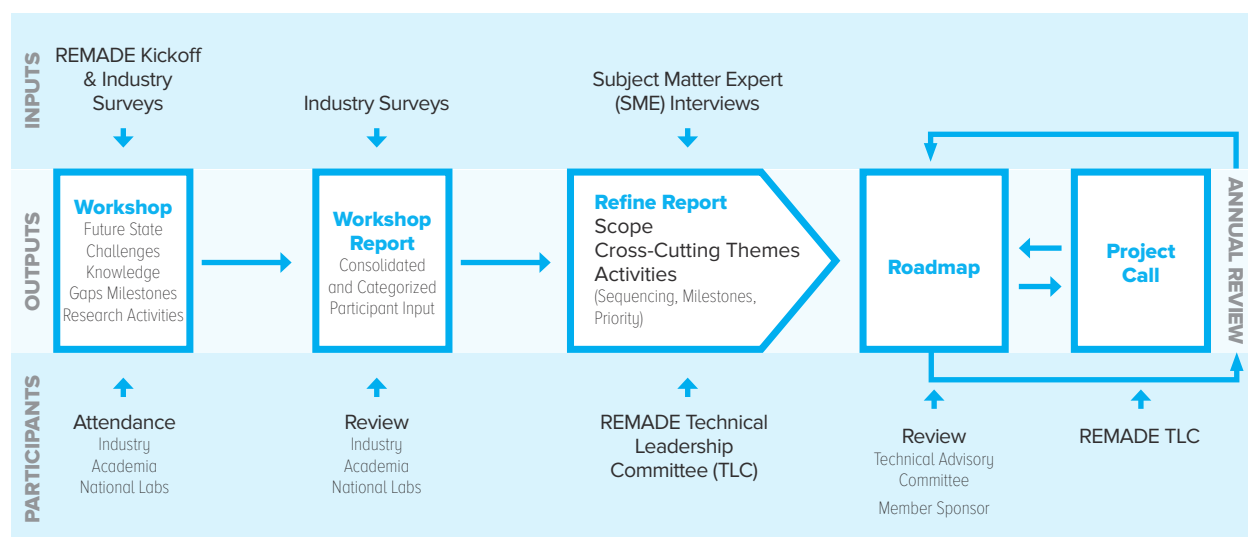 INPUTS
REMADE Kickoff
& Industry
Surveys
Industry Surveys
Subject Matter Expert
(SME) Interviews
OUTPUTS
Workshop
Future State
Challenges
Knowledge
Gaps Milestones
Research Activities
Workshop
Report
Consolidated
and Categorized
Participant Input
Refine Report
Scope
Cross-Cutting Themes
Activities
(Sequencing, Milestones,
Priority)
Roadmap
Project
Call
ANNUAL REVIEW
PARTICIPANTS
Attendance
Industry
Academia
National Labs
Review
Industry
Academia
National Labs
REMADE Technical
Leadership
Committee (TLC)
Review
Technical Advisory
Committee
Member Sponsor
REMADE TLC